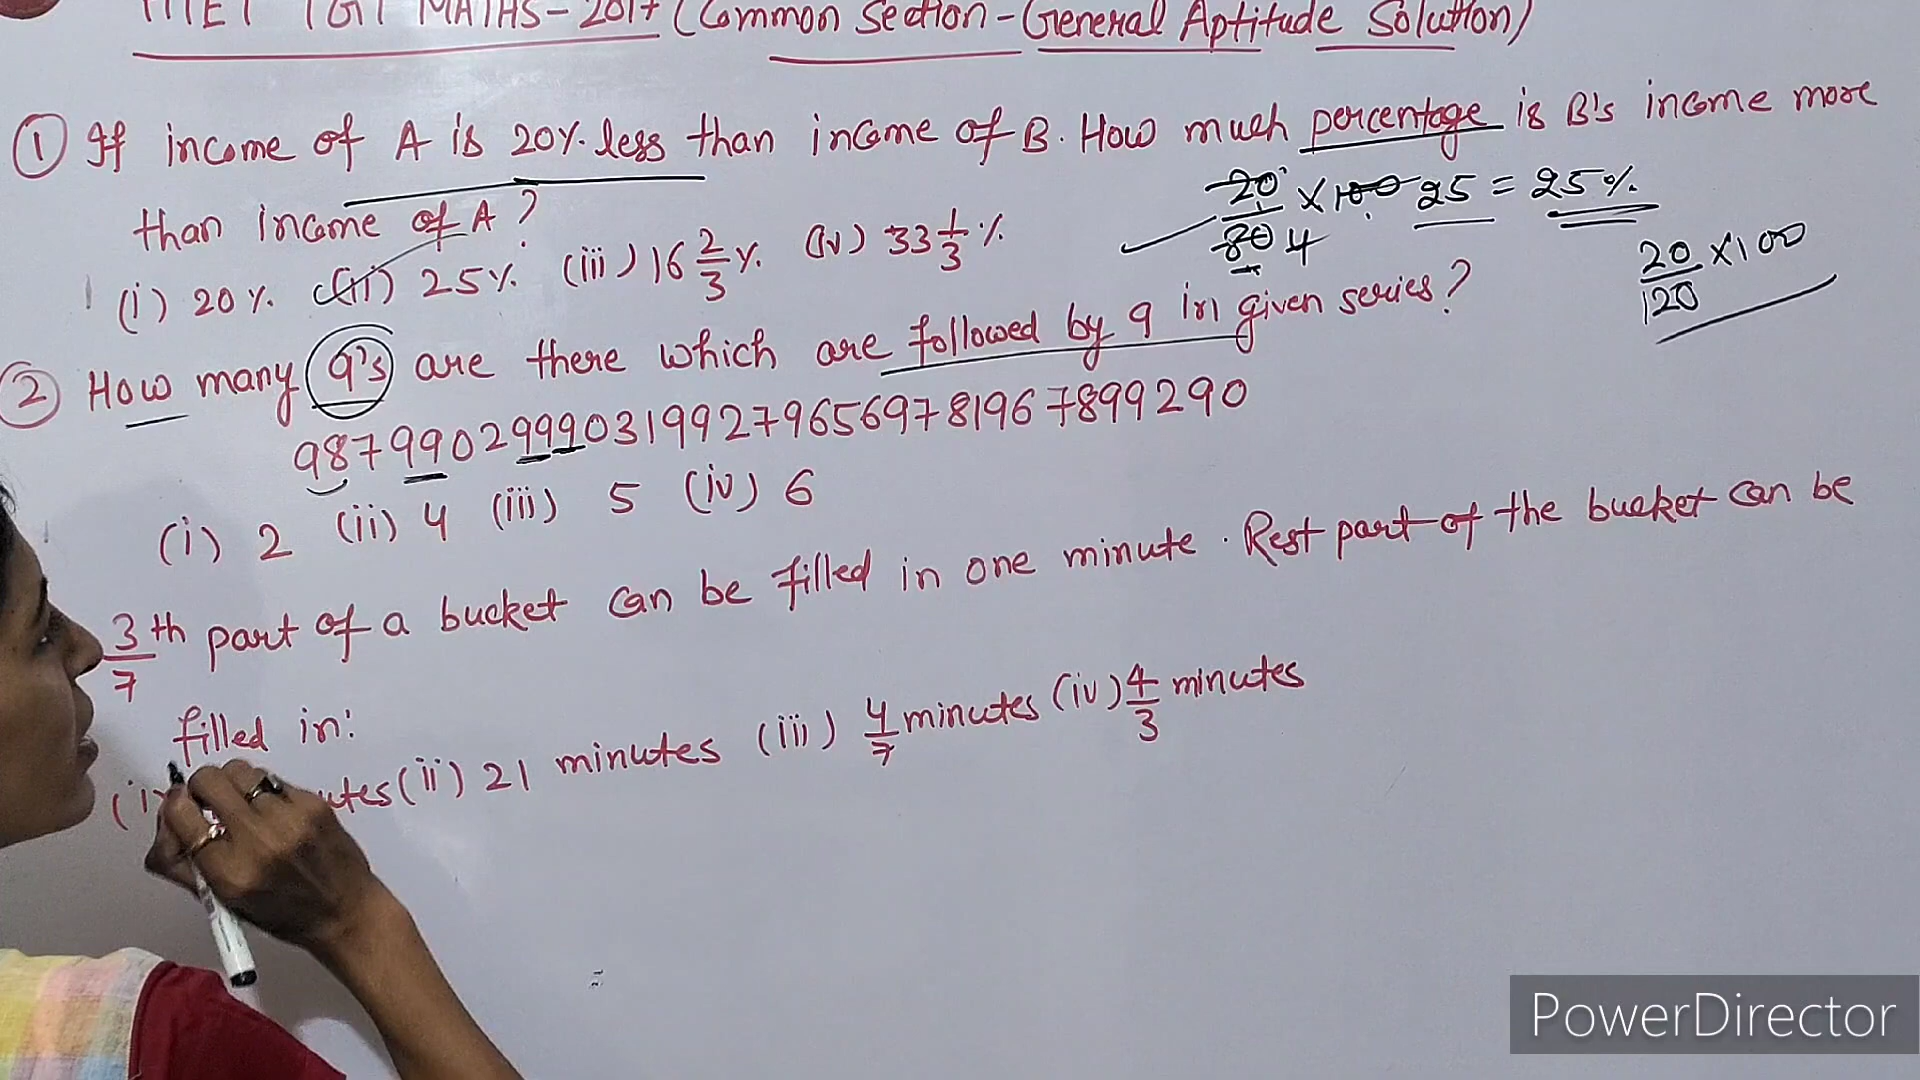 TGT MATHS-2017 (Common Section-General Aptitude Solution)
① If income of A is 20% less than income of B. How much percentage is B's income more
than income of A?
20/80 4 × 100 25 = 25%
20/120 × 100
(i) 20% (ii) 25% (iii) 16 2/3 % (iv) 33 1/3 %
② How many 9's are there which are followed by 9 in given series?
9879902999031992796569781967899290
(i) 2 (ii) 4 (iii) 5 (iv) 6
3/7 th part of a bucket can be filled in one minute. Rest part of the bucket can be
filled in:
(ii) 21 minutes (iii) 4/7 minutes (iv) 4/3 minutes
PowerDirector